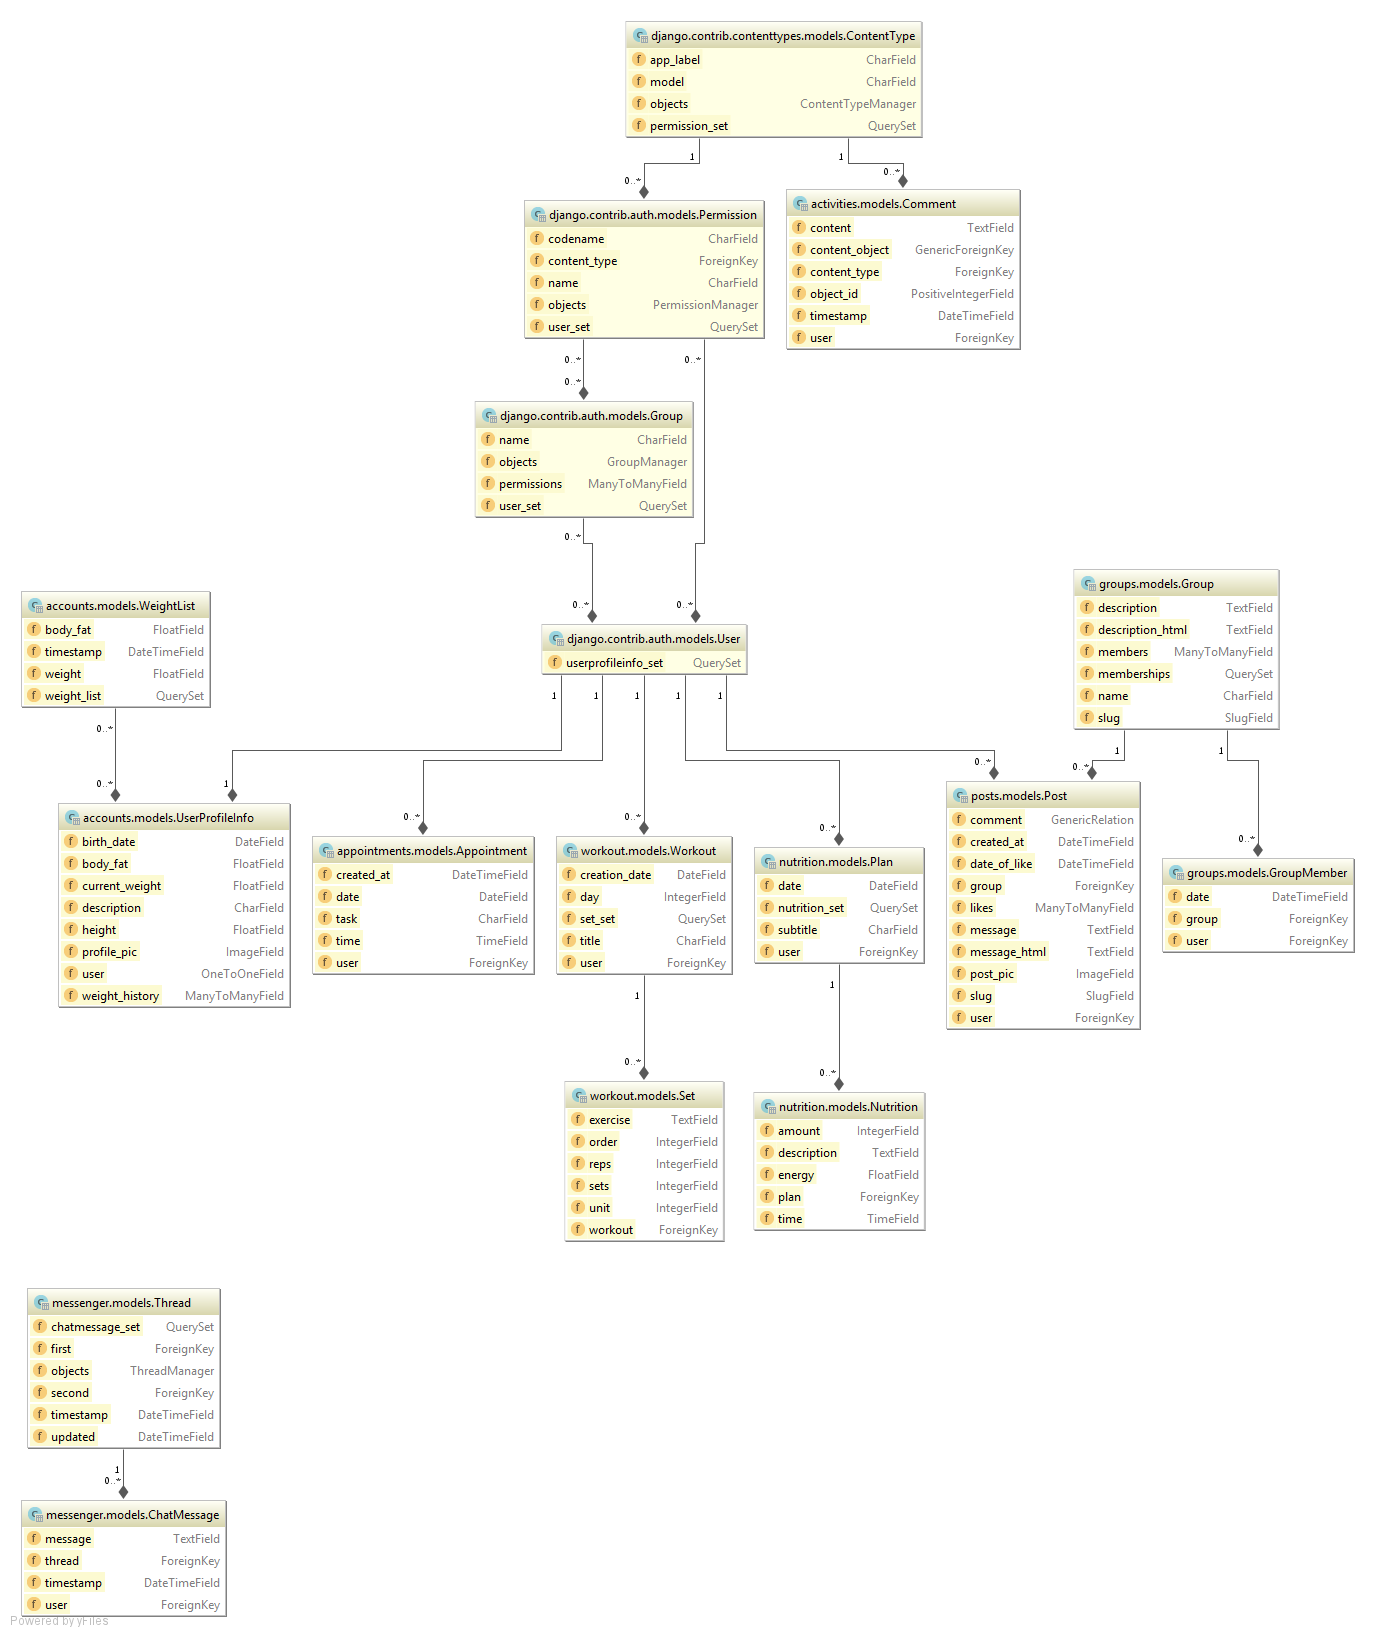 django.contrib.contenttypes.models.ContentType
app_label CharField
model CharField
objects ContentTypeManager
permission_set QuerySet
1
0..*
1
0..*
django.contrib.auth.models.Permission
codename CharField
content_type ForeignKey
name CharField
objects PermissionManager
user_set QuerySet
activities.models.Comment
content TextField
content_object GenericForeignKey
content_type ForeignKey
object_id PositiveIntegerField
timestamp DateTimeField
user ForeignKey
0..*
0..*
0..*
django.contrib.auth.models.Group
name CharField
objects GroupManager
permissions ManyToManyField
user_set QuerySet
0..*
0..*
0..*
accounts.models.WeightList
body_fat FloatField
timestamp DateTimeField
weight FloatField
weight_list QuerySet
django.contrib.auth.models.User
userprofileinfo_set QuerySet
groups.models.Group
description TextField
description_html TextField
members ManyToManyField
memberships QuerySet
name CharField
slug SlugField
0..*
0..*
1
1
1
1
1
1
0..*
0..*
0..*
0..*
1
0..*
1
0..*
accounts.models.UserProfileInfo
birth_date DateField
body_fat FloatField
current_weight FloatField
description CharField
height FloatField
profile_pic ImageField
user OneToOneField
weight_history ManyToManyField
appointments.models.Appointment
created_at DateTimeField
date DateField
task CharField
time TimeField
user ForeignKey
workout.models.Workout
creation_date DateField
day IntegerField
set_set QuerySet
title CharField
user ForeignKey
nutrition.models.Plan
date DateField
nutrition_set QuerySet
subtitle CharField
user ForeignKey
posts.models.Post
comment GenericRelation
created_at DateTimeField
date_of_like DateTimeField
group ForeignKey
likes ManyToManyField
message TextField
message_html TextField
post_pic ImageField
slug SlugField
user ForeignKey
groups.models.GroupMember
date DateTimeField
group ForeignKey
user ForeignKey
1
0..*
1
0..*
workout.models.Set
exercise TextField
order IntegerField
reps IntegerField
sets IntegerField
unit IntegerField
workout ForeignKey
nutrition.models.Nutrition
amount IntegerField
description TextField
energy FloatField
plan ForeignKey
time TimeField
messenger.models.Thread
chatmessage_set QuerySet
first ForeignKey
objects ThreadManager
second ForeignKey
timestamp DateTimeField
updated DateTimeField
1
0..*
messenger.models.ChatMessage
message TextField
thread ForeignKey
timestamp DateTimeField
user ForeignKey
Powered by yFiles